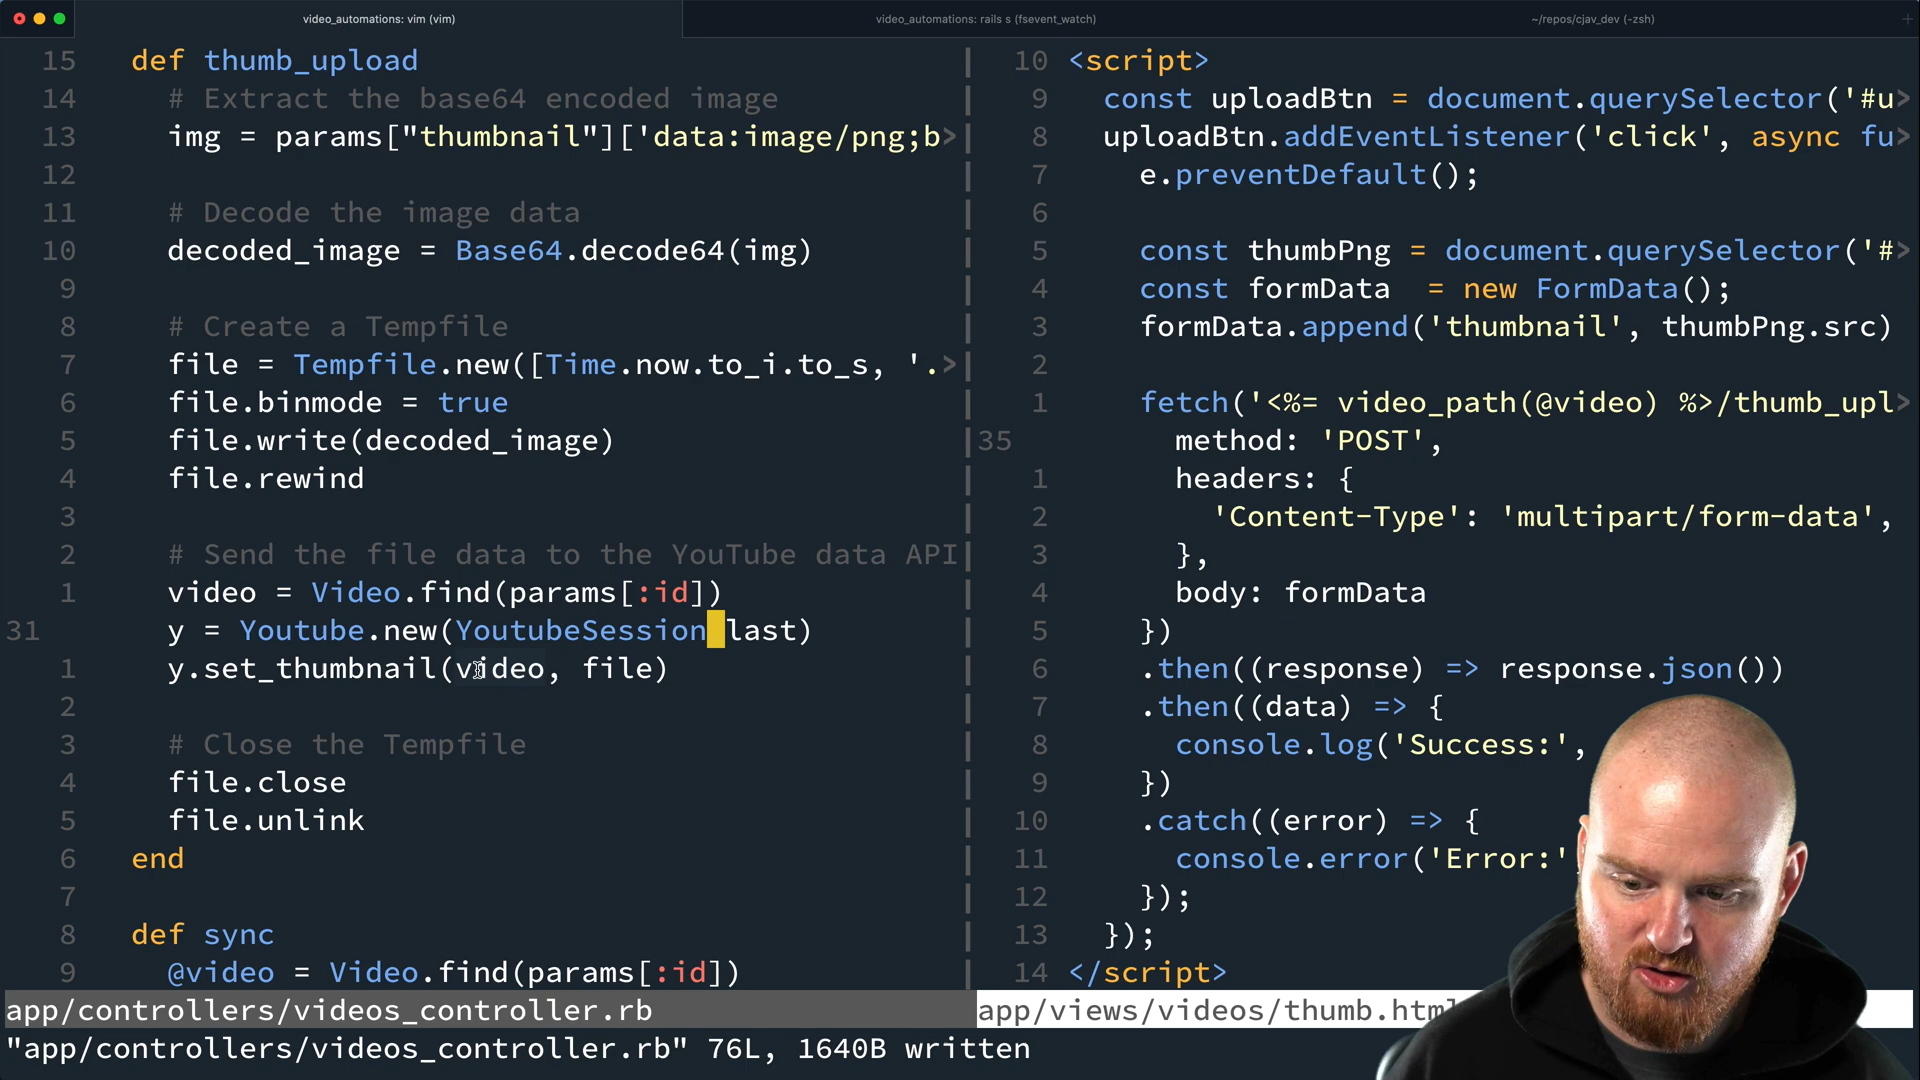 video_automations: vim (vim)
video_automations: rails s (fsevent_watch)
~/repos/cjav_dev (-zsh)
15 def thumb_upload
14 # Extract the base64 encoded image
13 img = params["thumbnail"]['data:image/png;b>
12
11 # Decode the image data
10 decoded_image = Base64.decode64(img)
9
8 # Create a Tempfile
7 file = Tempfile.new([Time.now.to_i.to_s, '.>
6 file.binmode = true
5 file.write(decoded_image)
4 file.rewind
3
2 # Send the file data to the YouTube data API
1 video = Video.find(params[:id])
31 y = Youtube.new(YoutubeSession last)
1 y.set_thumbnail(video, file)
2
3 # Close the Tempfile
4 file.close
5 file.unlink
6 end
7
8 def sync
9 @video = Video.find(params[:id])
app/controllers/videos_controller.rb
10 <script>
9 const uploadBtn = document.querySelector('#u>
8 uploadBtn.addEventListener('click', async fu>
7 e.preventDefault();
6
5 const thumbPng = document.querySelector('#>
4 const formData = new FormData();
3 formData.append('thumbnail', thumbPng.src)
2
1 fetch('<%= video_path(@video) %>/thumb_upl>
35 method: 'POST',
1 headers: {
2 'Content-Type': 'multipart/form-data',
3 },
4 body: formData
5 })
6 .then((response) => response.json())
7 .then((data) => {
8 console.log('Success:',
9 })
10 .catch((error) => {
11 console.error('Error:'
12 });
13 });
14 </script>
app/views/videos/thumb.html
"app/controllers/videos_controller.rb" 76L, 1640B written